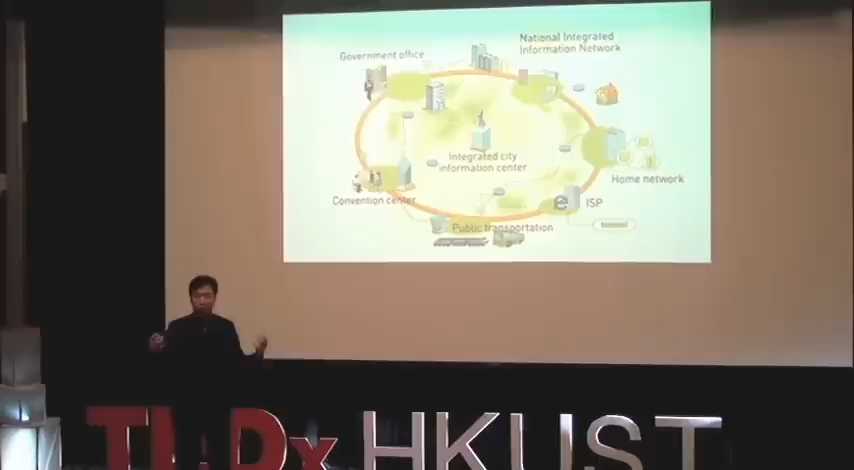 National Integrated
Information Network
Government office
Integrated city
information center
Home network
Convention center
ISP
Public transportation
TEDx HKUST